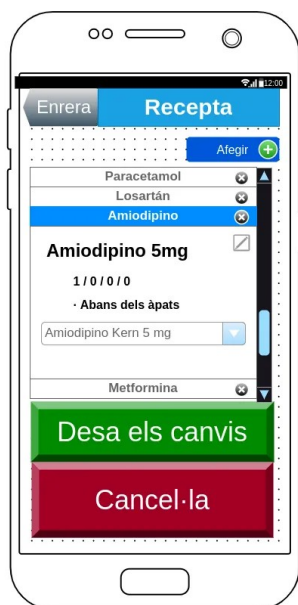 12:00
Enrera
Recepta
Afegir
Paracetamol
Losartán
Amiodipino
Amiodipino 5mg
1 / 0 / 0 / 0
· Abans dels àpats
Amiodipino Kern 5 mg
Metformina
Desa els canvis
Cancel·la